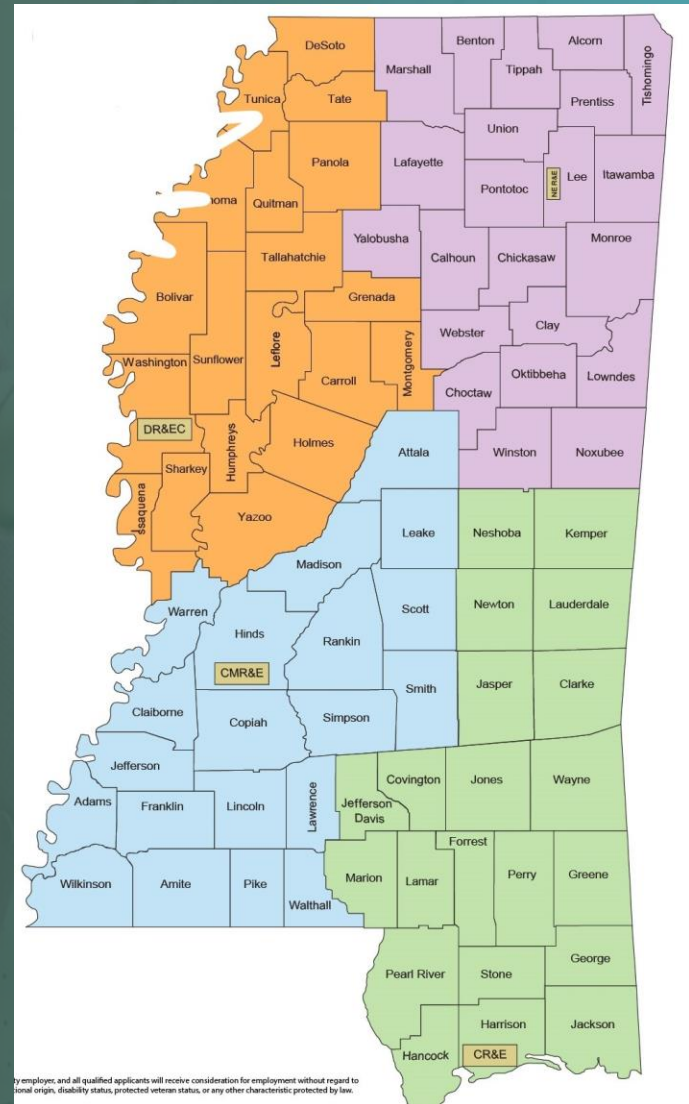 DeSoto
Benton
Alcorn
Tishomingo
Marshall
Tippah
Tunica
Tate
Prentiss
Union
Panola
Lafayette
NE R&E
Lee
Itawamba
Pontotoc
noma
Quitman
Yalobusha
Monroe
Tallahatchie
Calhoun
Chickasaw
Bolivar
Grenada
Webster
Clay
Leflore
Washington
Sunflower
Montgomery
Carroll
Choctaw
Oktibbeha
Lowndes
DR&EC
Humphreys
Holmes
Attala
Winston
Noxubee
Sharkey
Issaquena
Yazoo
Leake
Neshoba
Kemper
Madison
Warren
Scott
Newton
Lauderdale
Hinds
Rankin
CMR&E
Smith
Jasper
Clarke
Claiborne
Copiah
Simpson
Jefferson
Covington
Jones
Wayne
Adams
Franklin
Lincoln
Lawrence
Jefferson
Davis
Forrest
Wilkinson
Amite
Pike
Walthall
Marion
Lamar
Perry
Greene
Pearl River
Stone
George
Harrison
Jackson
Hancock
CR&E
ty employer, and all qualified applicants will receive consideration for employment without regard to
tional origin, disability status, protected veteran status, or any other characteristic protected by law.